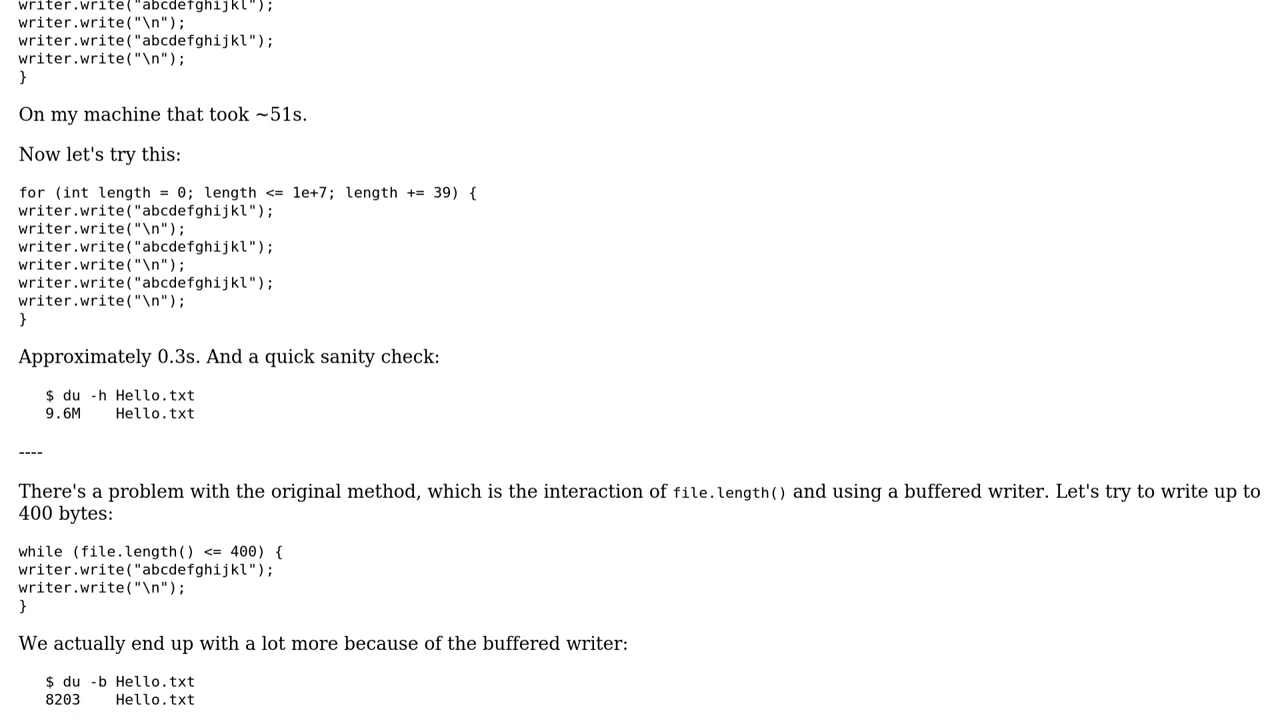 writer.write("abcdefghijkl");
writer.write("\n");
writer.write("abcdefghijkl");
writer.write("\n");
}
On my machine that took ~51s.
Now let's try this:
for (int length = 0; length <= 1e+7; length += 39) {
writer.write("abcdefghijkl");
writer.write("\n");
writer.write("abcdefghijkl");
writer.write("\n");
writer.write("abcdefghijkl");
writer.write("\n");
}
Approximately 0.3s. And a quick sanity check:
$ du -h Hello.txt
9.6M    Hello.txt
----
There's a problem with the original method, which is the interaction of file.length() and using a buffered writer. Let's try to write up to
400 bytes:
while (file.length() <= 400) {
writer.write("abcdefghijkl");
writer.write("\n");
}
We actually end up with a lot more because of the buffered writer:
$ du -b Hello.txt
8203    Hello.txt